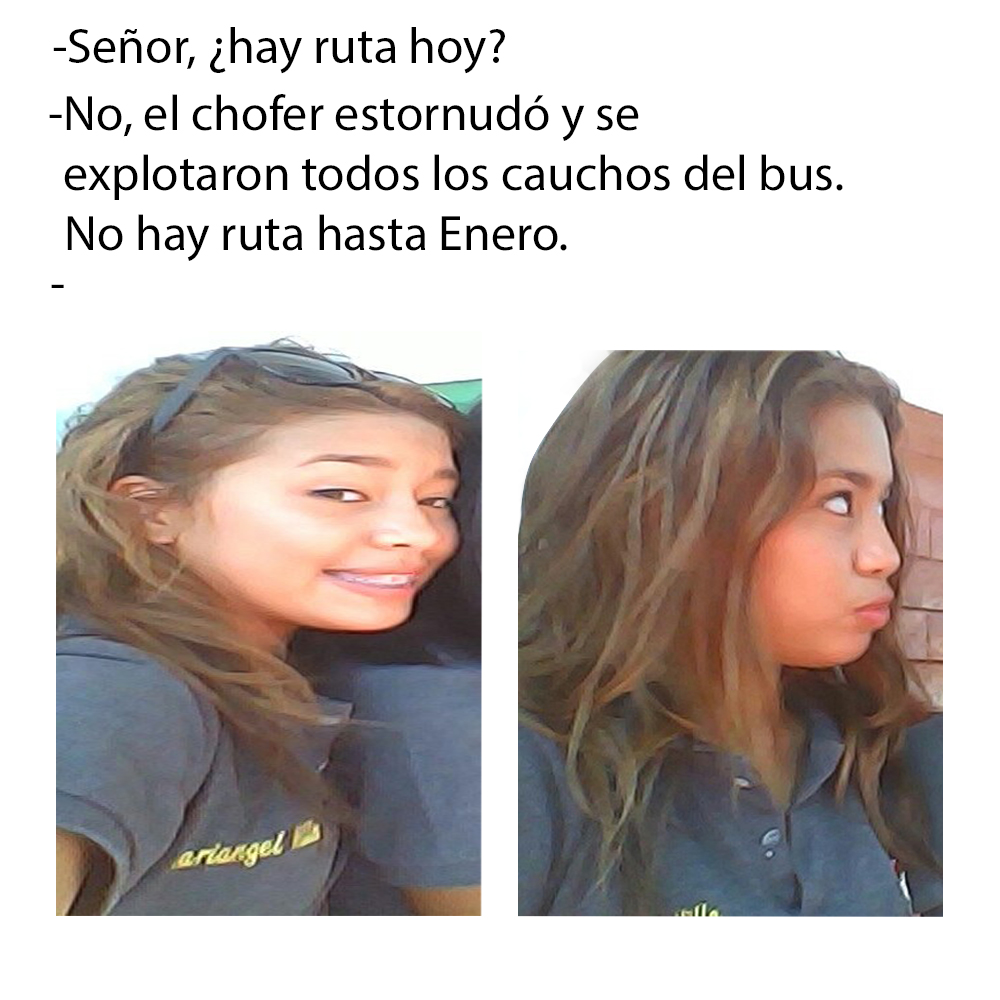 -Señor, ¿hay ruta hoy?
-No, el chofer estornudó y se
explotaron todos los cauchos del bus.
No hay ruta hasta Enero.
-
ariangel